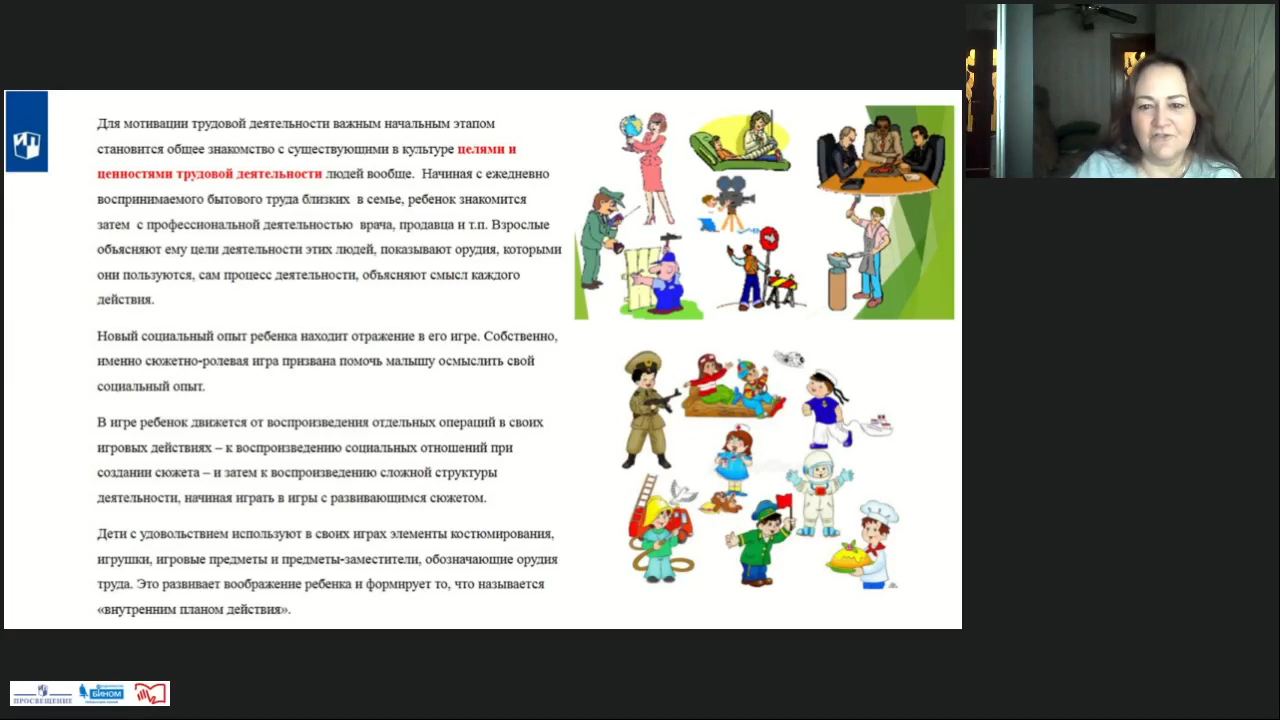 Для мотивации трудовой деятельности важным начальным этапом
становится общее знакомство с существующими в культуре целями и
ценностями трудовой деятельности людей вообще. Начиная с ежедневно
воспринимаемого бытового труда близких в семье, ребенок знакомится
затем с профессиональной деятельностью врача, продавца и т.п. Взрослые
объясняют ему цели деятельности этих людей, показывают орудия, которыми
они пользуются, сам процесс деятельности, объясняют смысл каждого
действия.
Новый социальный опыт ребенка находит отражение в его игре. Собственно,
именно сюжетно-ролевая игра призвана помочь малышу осмыслить свой
социальный опыт.
В игре ребенок движется от воспроизведения отдельных операций в своих
игровых действиях – к воспроизведению социальных отношений при
создании сюжета – и затем к воспроизведению сложной структуры
деятельности, начиная играть в игры с развивающимся сюжетом.
Дети с удовольствием используют в своих играх элементы костюмирования,
игрушки, игровые предметы и предметы-заместители, обозначающие орудия
труда. Это развивает воображение ребенка и формирует то, что называется
«внутренним планом действия».
ПРОСВЕЩЕНИЕ
БИНОМ